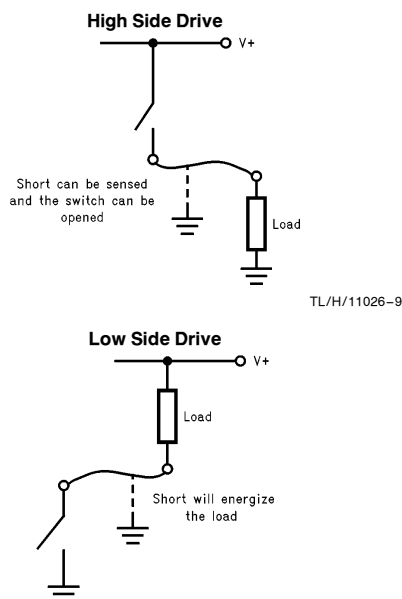 High Side Drive
V+
Short can be sensed
and the switch can be
opened
Load
TL/H/11026–9
Low Side Drive
V+
Load
Short will energize
the load